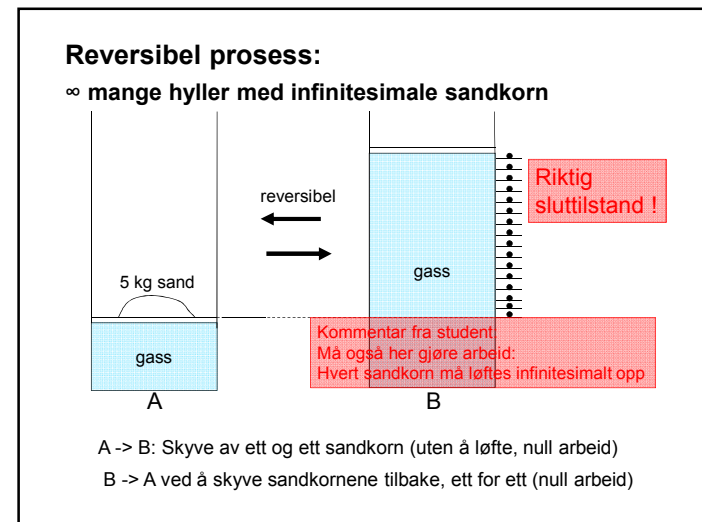 Reversibel prosess:
∞ mange hyller med infinitesimale sandkorn
reversibel
Riktig
sluttilstand !
5 kg sand
gass
gass
Kommentar fra student:
Må også her gjøre arbeid:
Hvert sandkorn må løftes infinitesimalt opp
A
B
A -> B: Skyve av ett og ett sandkorn (uten å løfte, null arbeid)
B -> A ved å skyve sandkornene tilbake, ett for ett (null arbeid)